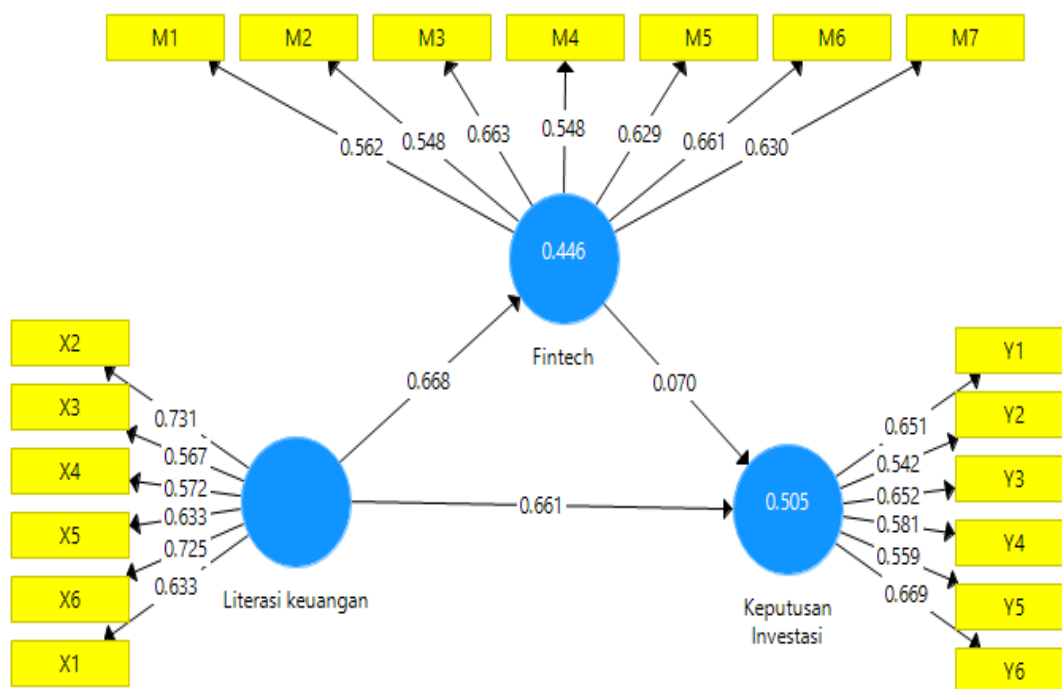 M1
M2
M3
M4
M5
M6
M7
0.562
0.548
0.663
0.548
0.629
0.661
0.630
0.446
Fintech
0.668
0.070
X2
X3
X4
X5
X6
X1
0.731
0.567
0.572
0.633
0.725
0.633
Literasi keuangan
0.661
0.505
Keputusan
Investasi
0.651
0.542
0.652
0.581
0.559
0.669
Y1
Y2
Y3
Y4
Y5
Y6